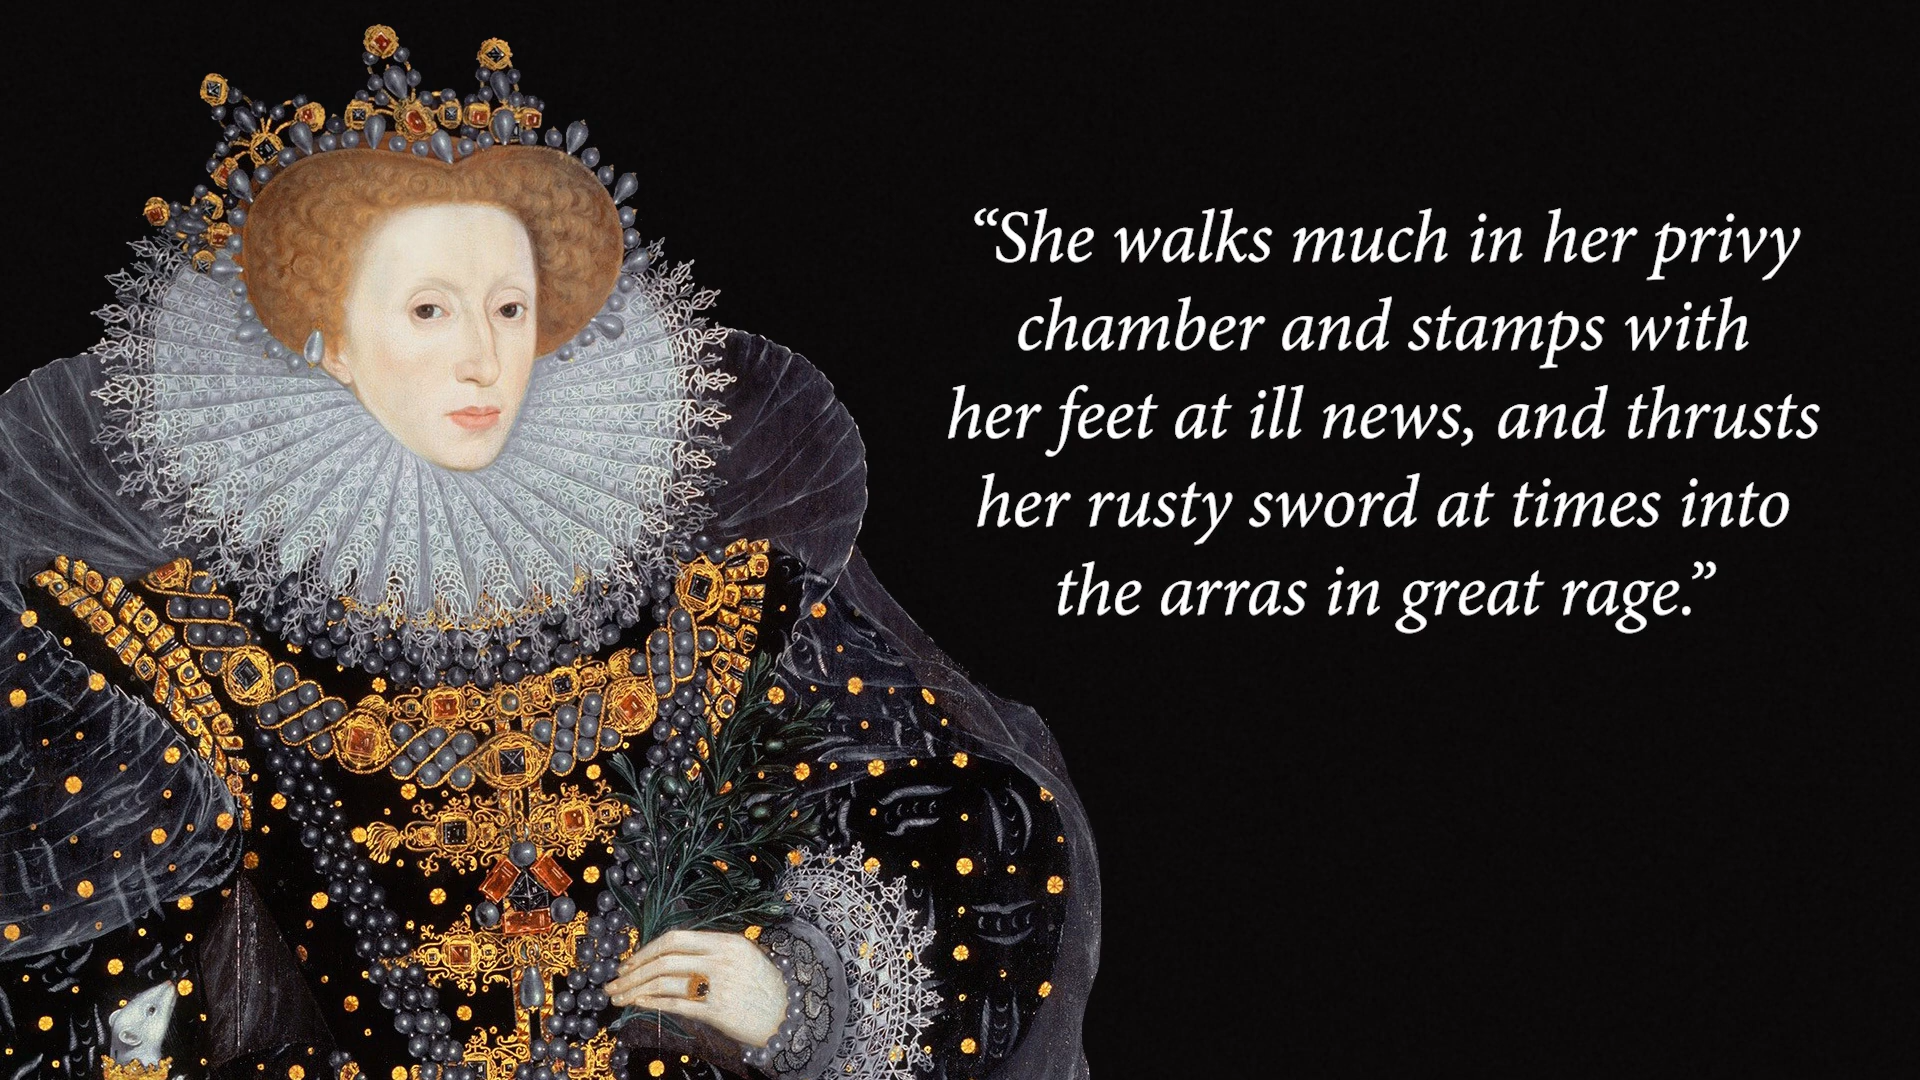 “She walks much in her privy
chamber and stamps with
her feet at ill news, and thrusts
her rusty sword at times into
the arras in great rage.”